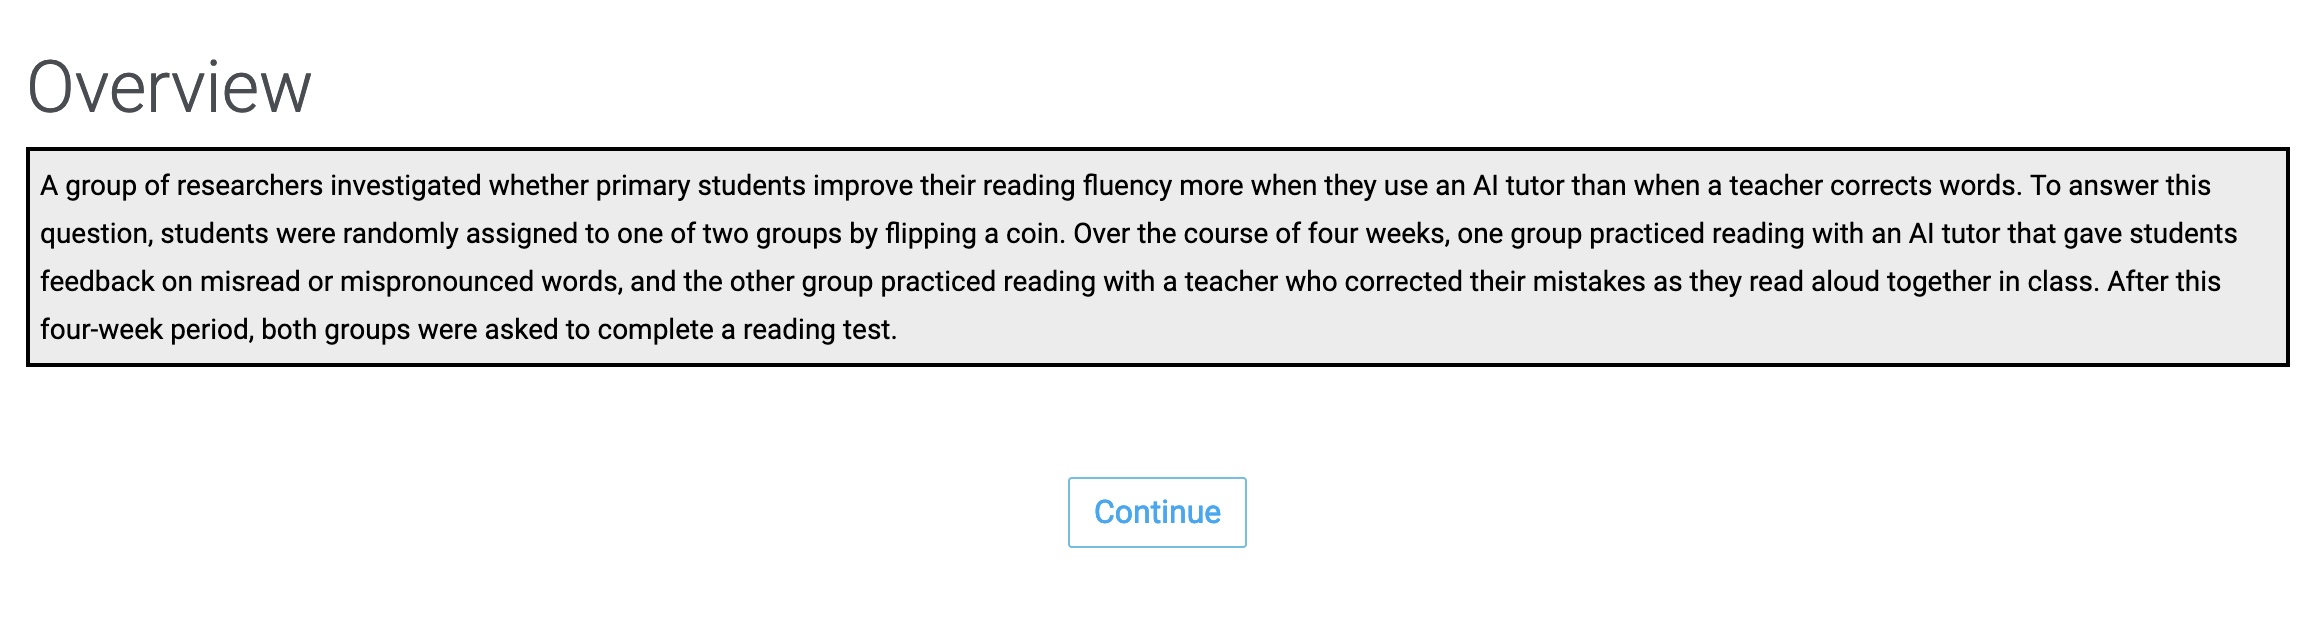 Overview
A group of researchers investigated whether primary students improve their reading fluency more when they use an AI tutor than when a teacher corrects words. To answer this
question, students were randomly assigned to one of two groups by flipping a coin. Over the course of four weeks, one group practiced reading with an AI tutor that gave students
feedback on misread or mispronounced words, and the other group practiced reading with a teacher who corrected their mistakes as they read aloud together in class. After this
four-week period, both groups were asked to complete a reading test.
Continue